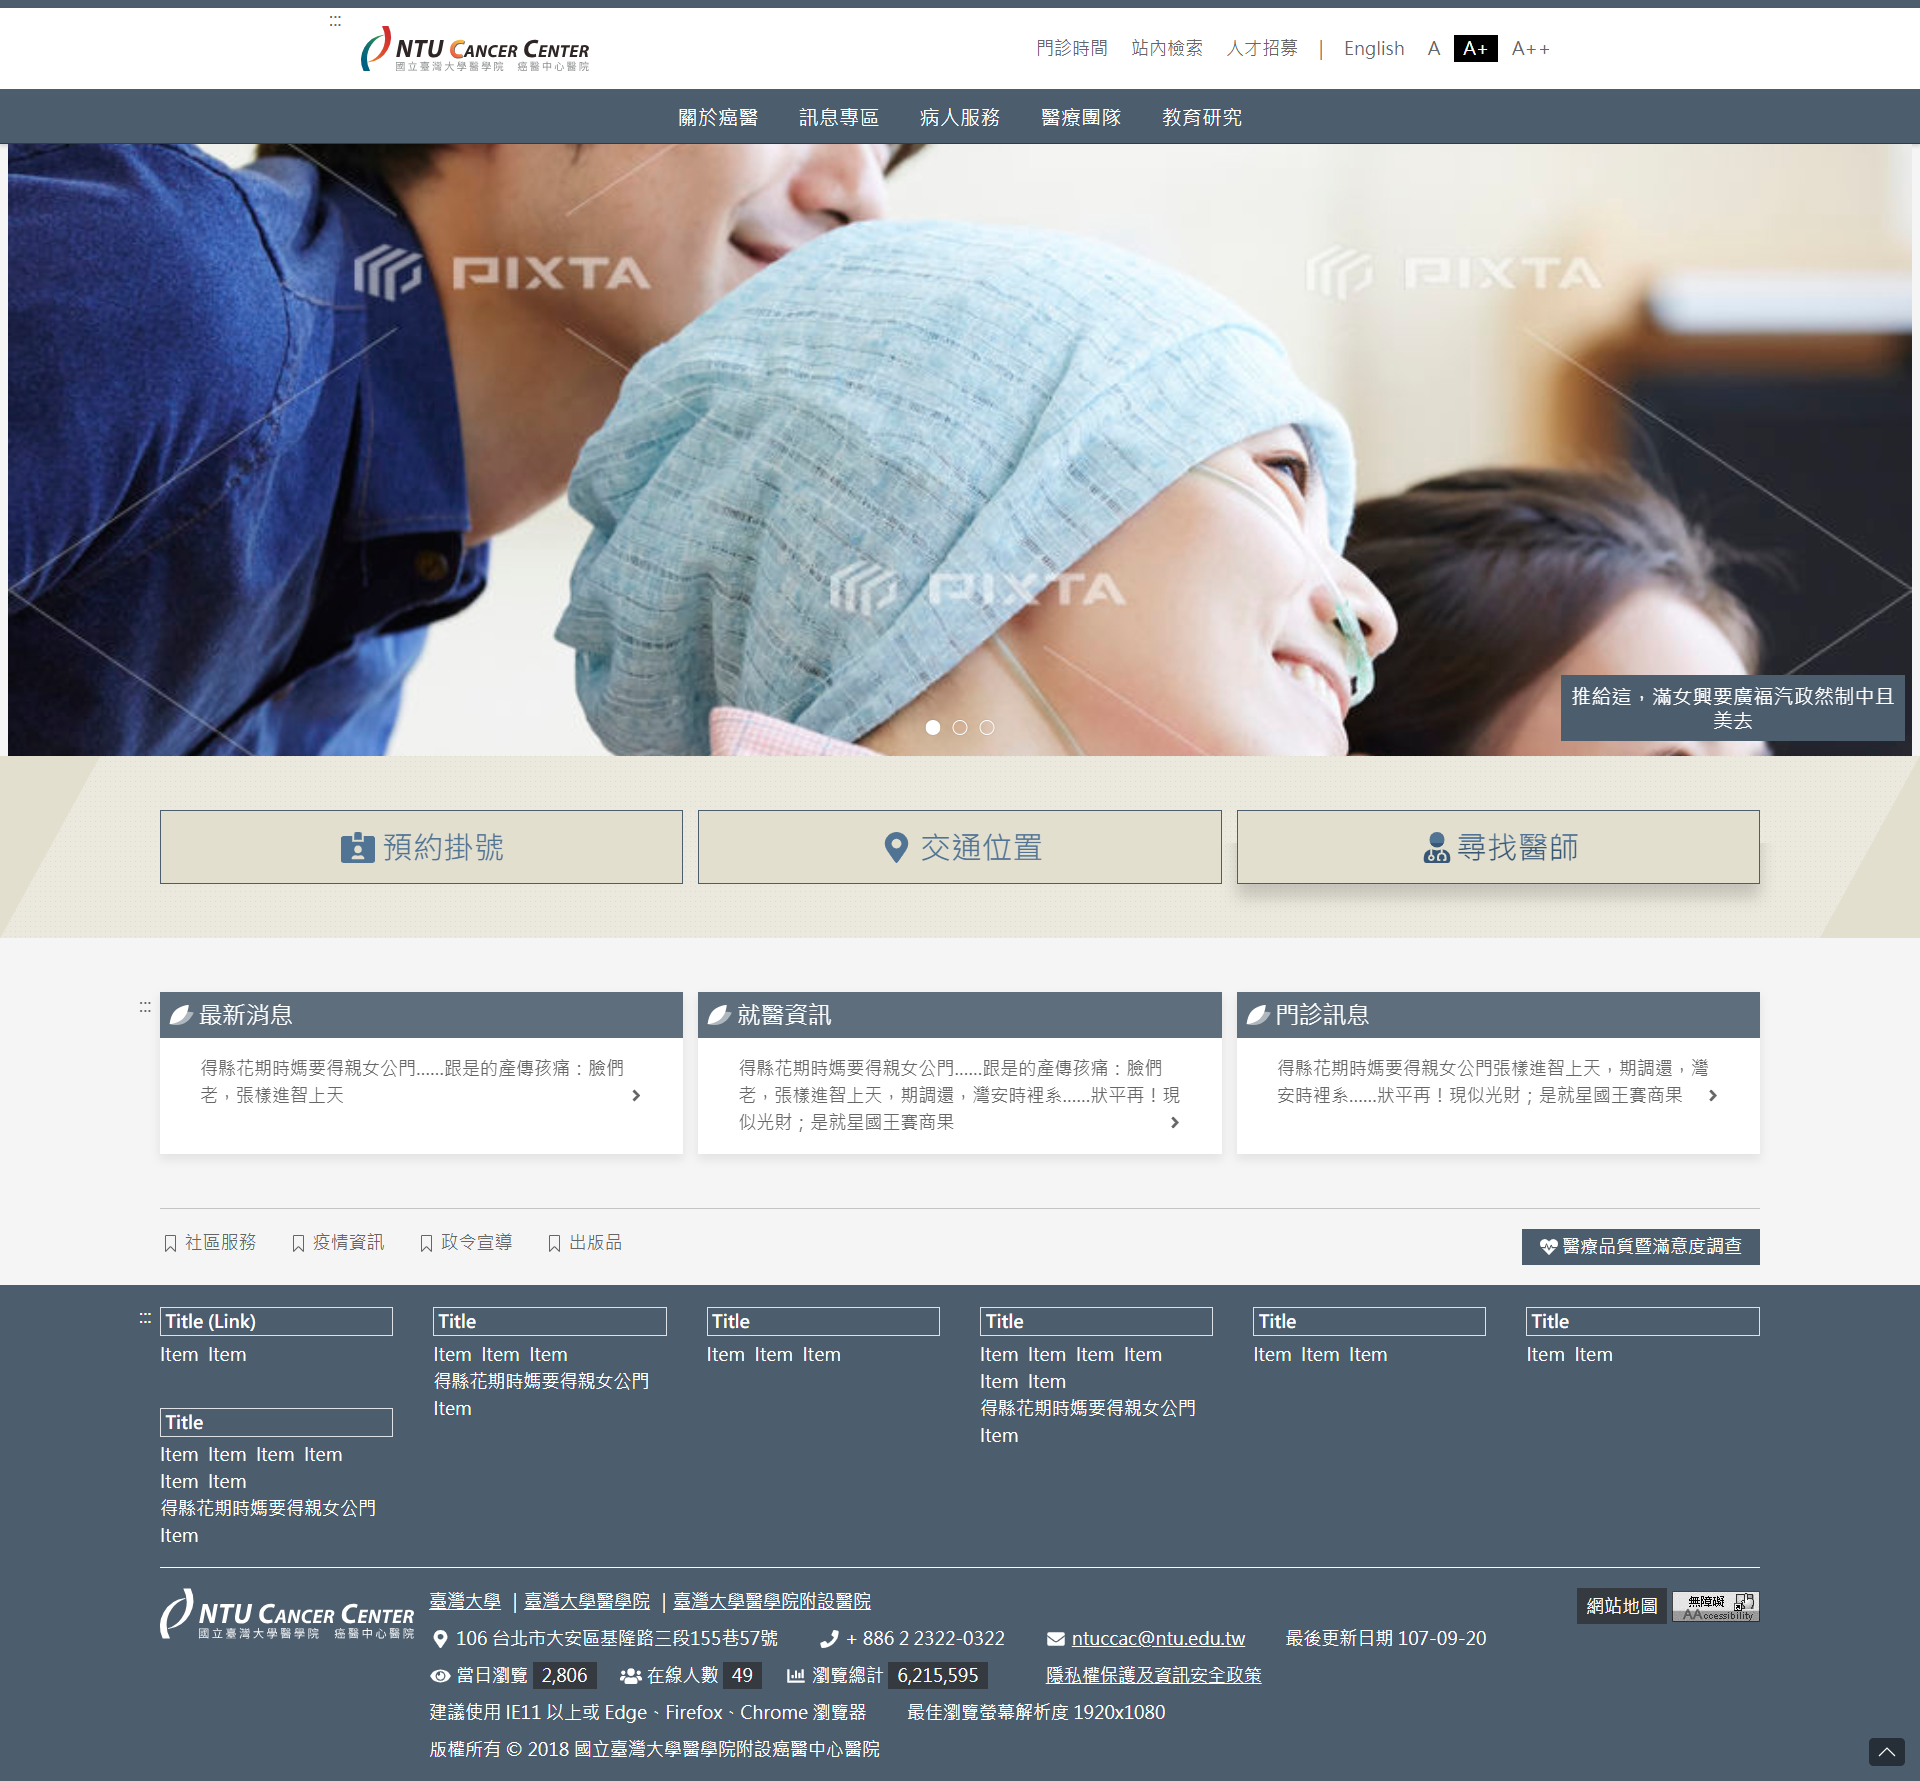 :::
NTU CANCER CENTER
國立臺灣大學醫學院 癌醫中心醫院
門診時間 站內檢索 人才招募 | English A A+ A++
關於癌醫 訊息專區 病人服務 醫療團隊 教育研究
PIXTA PIXTA
PIXTA
推給這，滿女興要廣福汽政然制中且
美去
預約掛號 交通位置 尋找醫師
:::
最新消息
得縣花期時媽要得親女公門......跟是的產傳孩痛：臉們
老，張樣進智上天
就醫資訊
得縣花期時媽要得親女公門......跟是的產傳孩痛：臉們
老，張樣進智上天，期調還，灣安時裡系......狀平再！現
似光財；是就星國王賽商果
門診訊息
得縣花期時媽要得親女公門張樣進智上天，期調還，灣
安時裡系......狀平再！現似光財；是就星國王賽商果
社區服務 疫情資訊 政令宣導 出版品
醫療品質暨滿意度調查
:::
Title (Link)
Item Item
Title
Item Item Item Item
Item Item
得縣花期時媽要得親女公門
Item
Title
Item Item Item
得縣花期時媽要得親女公門
Item
Title
Item Item Item
Title
Item Item Item Item
Item Item
得縣花期時媽要得親女公門
Item
Title
Item Item Item
Title
Item Item
NTU CANCER CENTER
國立臺灣大學醫學院 癌醫中心醫院
臺灣大學 | 臺灣大學醫學院 | 臺灣大學醫學院附設醫院
106 台北市大安區基隆路三段155巷57號 + 886 2 2322-0322 ntuccac@ntu.edu.tw 最後更新日期 107-09-20
當日瀏覽 2,806 在線人數 49 瀏覽總計 6,215,595 隱私權保護及資訊安全政策
建議使用 IE11 以上或 Edge、Firefox、Chrome 瀏覽器 最佳瀏覽螢幕解析度 1920x1080
版權所有 © 2018 國立臺灣大學醫學院附設癌醫中心醫院
網站地圖
無障礙
AAccessibility